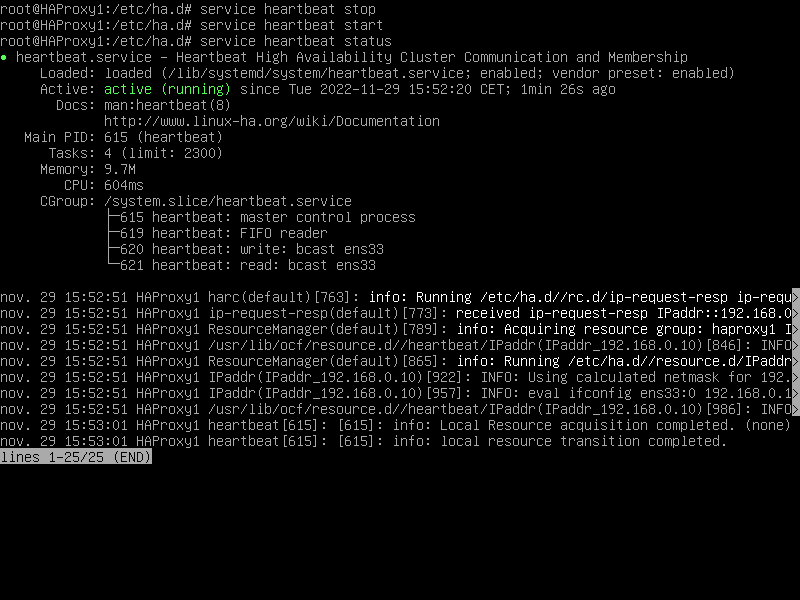 root@HAProxy1:/etc/ha.d# service heartbeat stop
root@HAProxy1:/etc/ha.d# service heartbeat start
root@HAProxy1:/etc/ha.d# service heartbeat status
● heartbeat.service - Heartbeat High Availability Cluster Communication and Membership
     Loaded: loaded (/lib/systemd/system/heartbeat.service; enabled; vendor preset: enabled)
     Active: active (running) since Tue 2022-11-29 15:52:20 CET; 1min 26s ago
       Docs: man:heartbeat(8)
             http://www.linux-ha.org/wiki/Documentation
   Main PID: 615 (heartbeat)
      Tasks: 4 (limit: 2300)
     Memory: 9.7M
        CPU: 604ms
     CGroup: /system.slice/heartbeat.service
             ├─615 heartbeat: master control process
             ├─619 heartbeat: FIFO reader
             ├─620 heartbeat: write: bcast ens33
             └─621 heartbeat: read: bcast ens33

nov. 29 15:52:51 HAProxy1 harc(default)[763]: info: Running /etc/ha.d//rc.d/ip-request-resp ip-requ>
nov. 29 15:52:51 HAProxy1 ip-request-resp(default)[773]: received ip-request-resp IPaddr::192.168.0>
nov. 29 15:52:51 HAProxy1 ResourceManager(default)[789]: info: Acquiring resource group: haproxy1 I>
nov. 29 15:52:51 HAProxy1 /usr/lib/ocf/resource.d//heartbeat/IPaddr(IPaddr_192.168.0.10)[846]: INFO>
nov. 29 15:52:51 HAProxy1 ResourceManager(default)[865]: info: Running /etc/ha.d//resource.d/IPaddr>
nov. 29 15:52:51 HAProxy1 IPaddr(IPaddr_192.168.0.10)[922]: INFO: Using calculated netmask for 192.>
nov. 29 15:52:51 HAProxy1 IPaddr(IPaddr_192.168.0.10)[957]: INFO: eval ifconfig ens33:0 192.168.0.1>
nov. 29 15:52:51 HAProxy1 /usr/lib/ocf/resource.d//heartbeat/IPaddr(IPaddr_192.168.0.10)[986]: INFO>
nov. 29 15:53:01 HAProxy1 heartbeat[615]: [615]: info: Local Resource acquisition completed. (none)
nov. 29 15:53:01 HAProxy1 heartbeat[615]: [615]: info: local resource transition completed.
lines 1-25/25 (END)